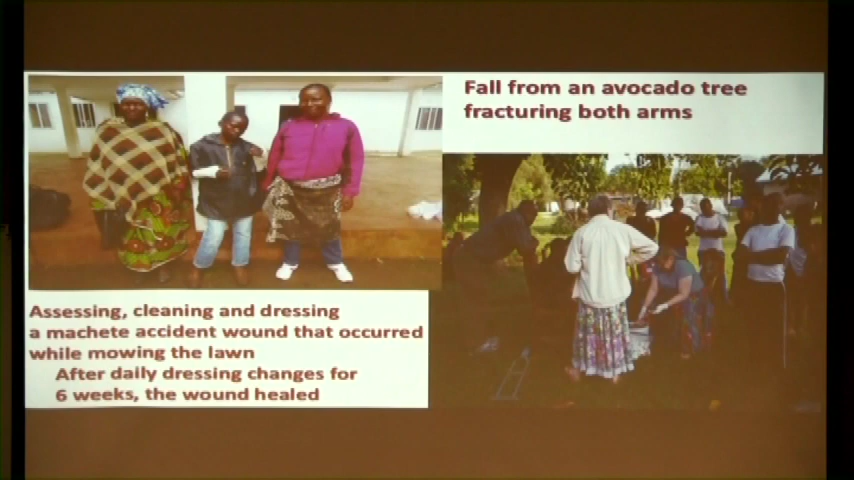 Fall from an avocado tree
fracturing both arms
Assessing, cleaning and dressing
a machete accident wound that occurred
while mowing the lawn
After daily dressing changes for
6 weeks, the wound healed